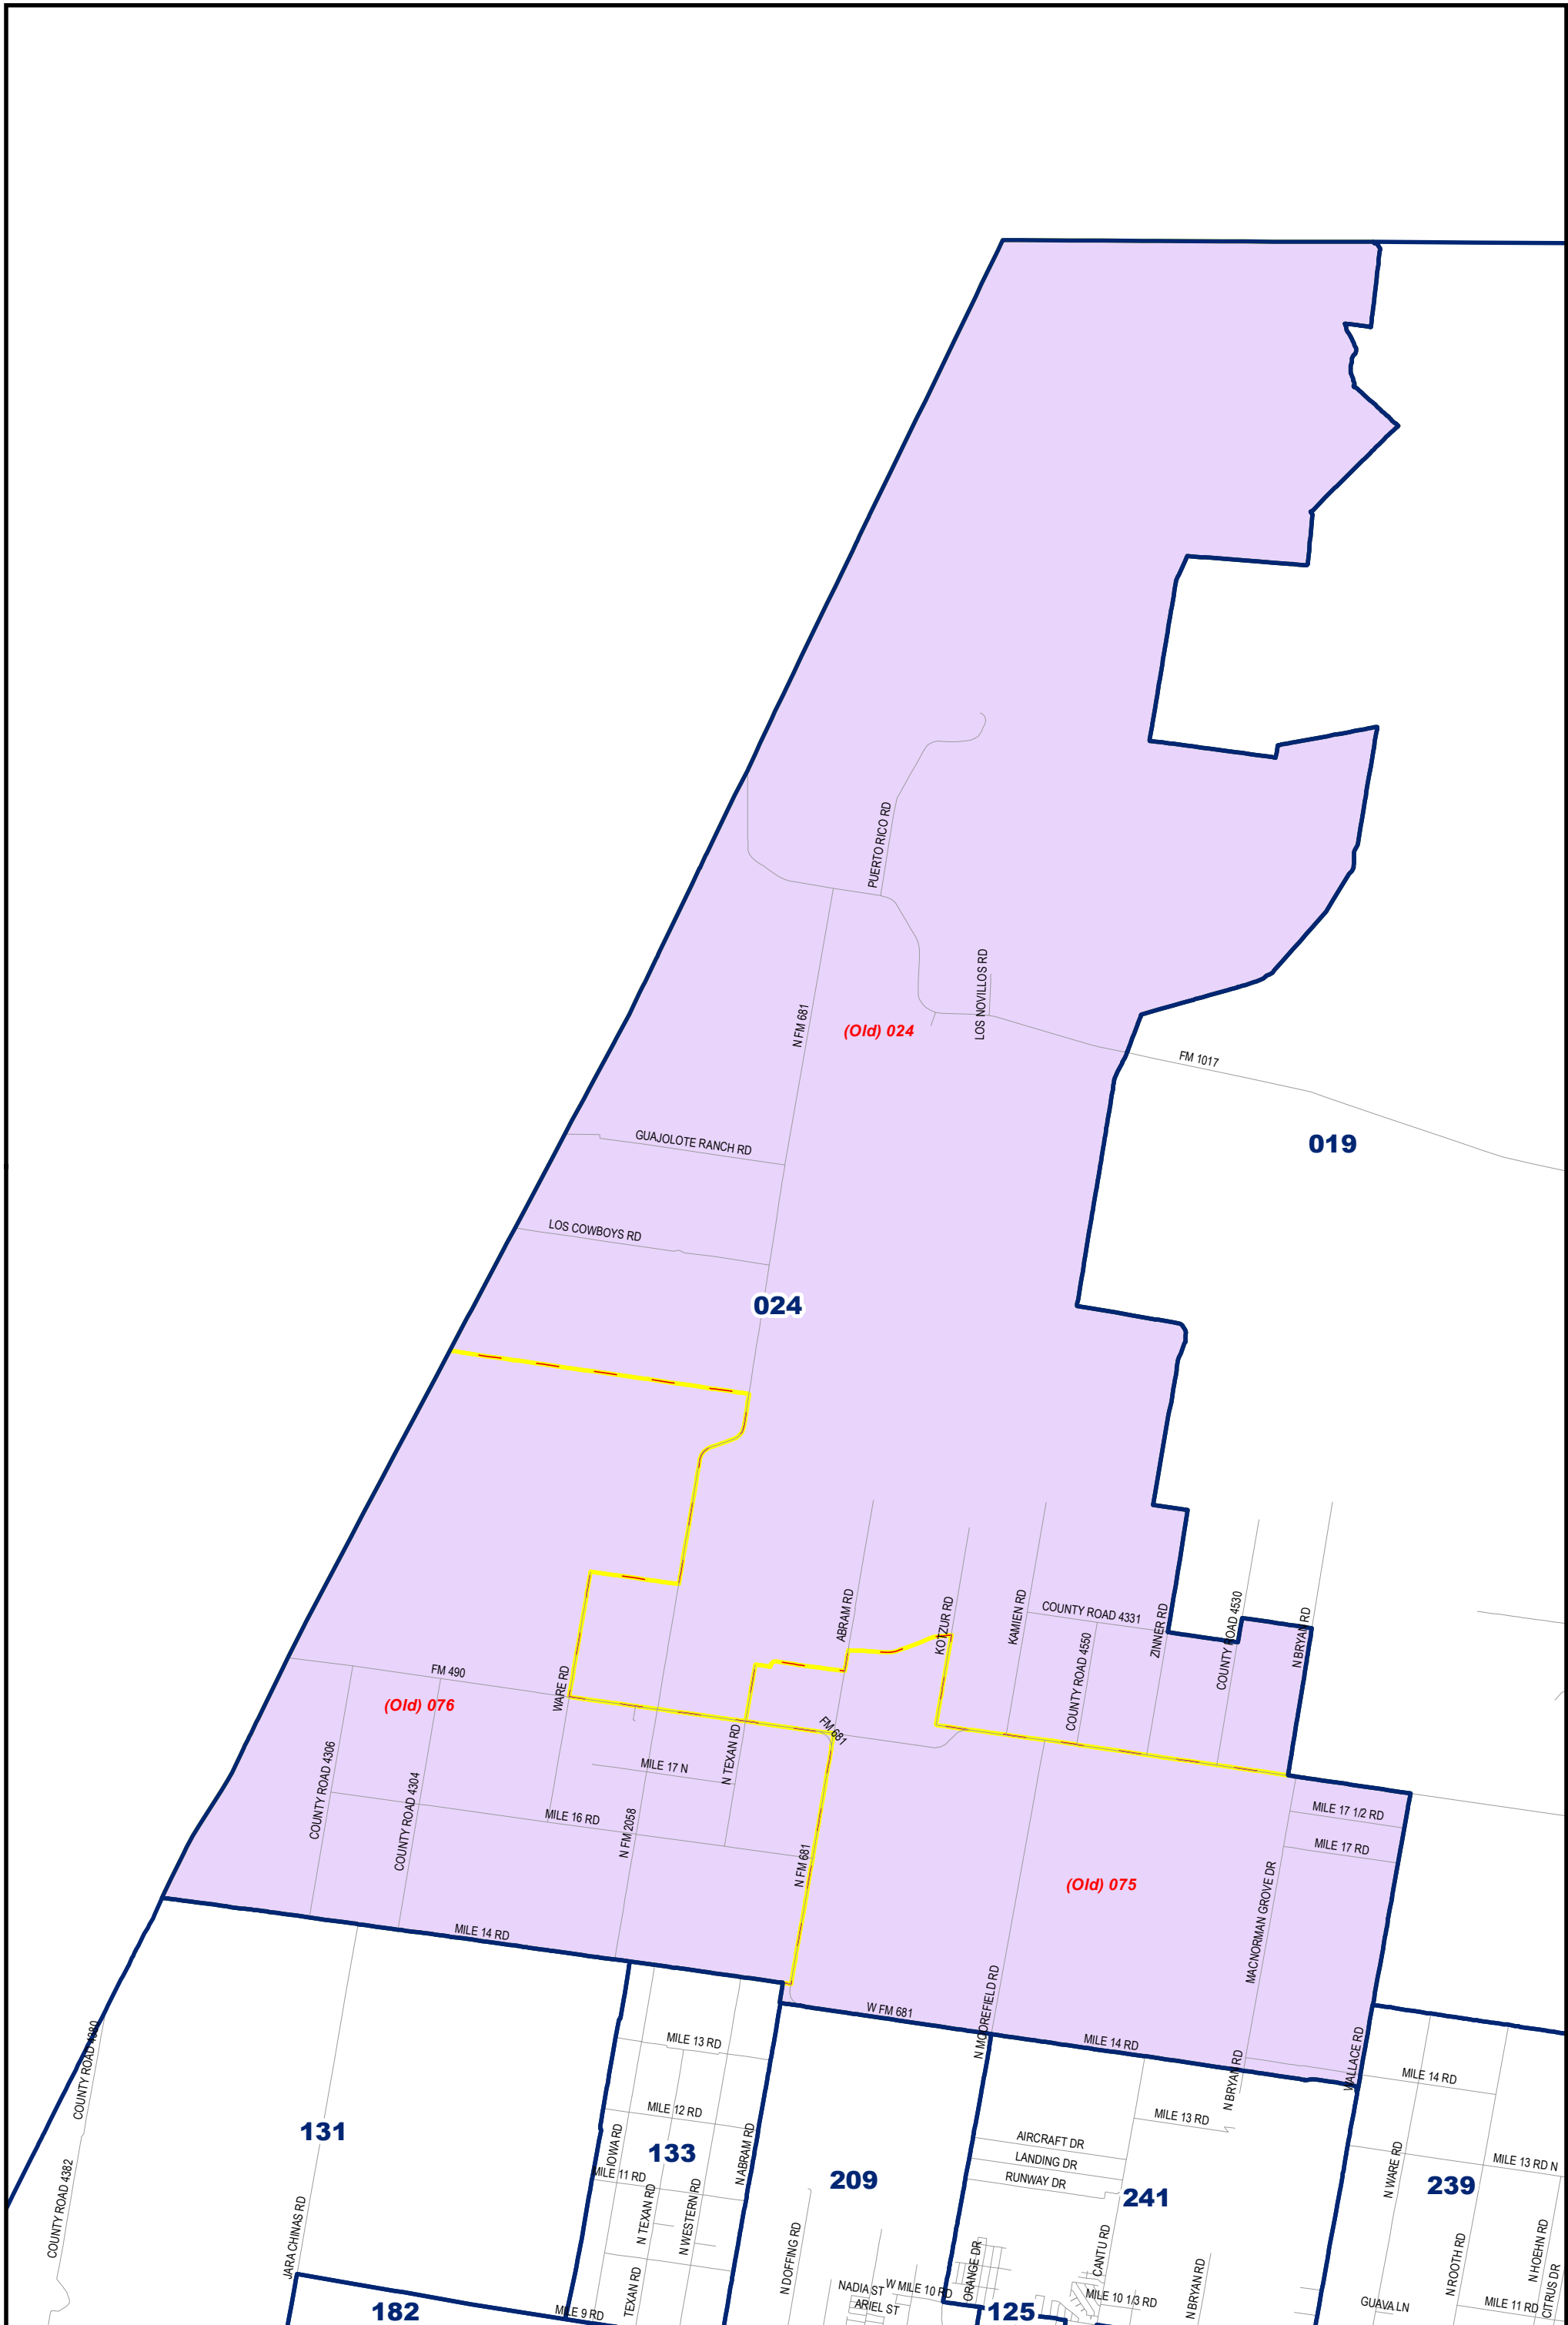 PUERTO RICO RD
LOS NOVILLOS RD
N FM 681
(Old) 024
FM 1017
GUAJOLOTE RANCH RD
019
LOS COWBOYS RD
024
ABRAM RD
KOTZUR RD
KAMIEN RD
COUNTY ROAD 4331
COUNTY ROAD 4550
ZINNER RD
COUNTY ROAD 4530
N BRYAN RD
FM 490
WARE RD
(Old) 076
FM 681
N TEXAN RD
COUNTY ROAD 4306
COUNTY ROAD 4304
MILE 17 N
MILE 16 RD
N FM 2058
N FM 681
MILE 17 1/2 RD
MILE 17 RD
(Old) 075
MACNORMAN GROVE DR
MILE 14 RD
W FM 681
N MOOREFIELD RD
MILE 14 RD
N BRYAN RD
WALLACE RD
MILE 14 RD
COUNTY ROAD 4380
MILE 13 RD
MILE 12 RD
MILE 13 RD
131
IOWA RD
133
N ABRAM RD
AIRCRAFT DR
LANDING DR
RUNWAY DR
MILE 13 RD N
N WARE RD
COUNTY ROAD 4382
MILE 11 RD
209
241
239
JARA CHINAS RD
N TEXAN RD
N WESTERN RD
N DOFFING RD
ORANGE DR
CANTU RD
N BRYAN RD
N ROOTH RD
N HOEHN RD
CITRUS DR
NADIA ST
W MILE 10 RD
MILE 10 1/3 RD
ARIEL ST
GUAVA LN
MILE 11 RD
182
MILE 9 RD
TEXAN RD
125